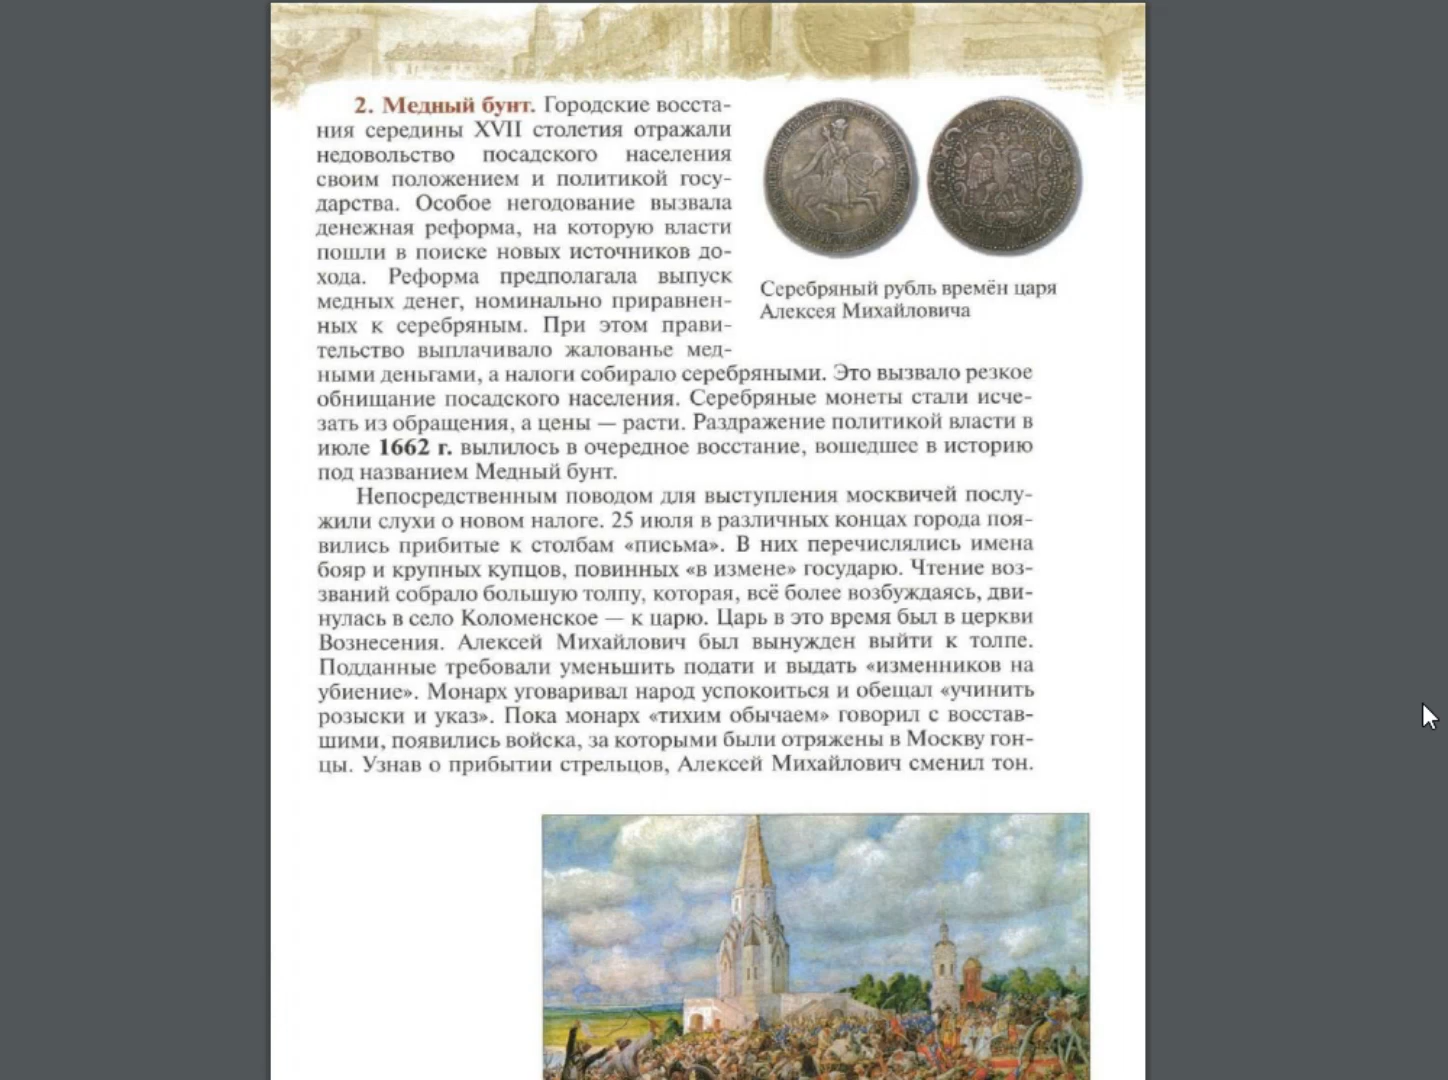 2. Медный бунт. Городские восста-
ния середины XVII столетия отражали
недовольство посадского населения
своим положением и политикой госу-
дарства. Особое негодование вызвала
денежная реформа, на которую власти
пошли в поиске новых источников до-
хода. Реформа предполагала выпуск
медных денег, номинально приравнен-
ных к серебряным. При этом прави-
тельство выплачивало жалованье мед-
ными деньгами, а налоги собирало серебряными. Это вызвало резкое
обнищание посадского населения. Серебряные монеты стали исче-
зать из обращения, а цены — расти. Раздражение политикой власти в
июле 1662 г. вылилось в очередное восстание, вошедшее в историю
под названием Медный бунт.
Серебряный рубль времён царя
Алексея Михайловича
Непосредственным поводом для выступления москвичей послу-
жили слухи о новом налоге. 25 июля в различных концах города поя-
вились прибитые к столбам «письма». В них перечислялись имена
бояр и крупных купцов, повинных «в измене» государю. Чтение воз-
званий собрало большую толпу, которая, всё более возбуждаясь, дви-
нулась в село Коломенское — к царю. Царь в это время был в церкви
Вознесения. Алексей Михайлович был вынужден выйти к толпе.
Подданные требовали уменьшить подати и выдать «изменников на
убиение». Монарх уговаривал народ успокоиться и обещал «учинить
розыски и указ». Пока монарх «тихим обычаем» говорил с восстав-
шими, появились войска, за которыми были отряжены в Москву гон-
цы. Узнав о прибытии стрельцов, Алексей Михайлович сменил тон.